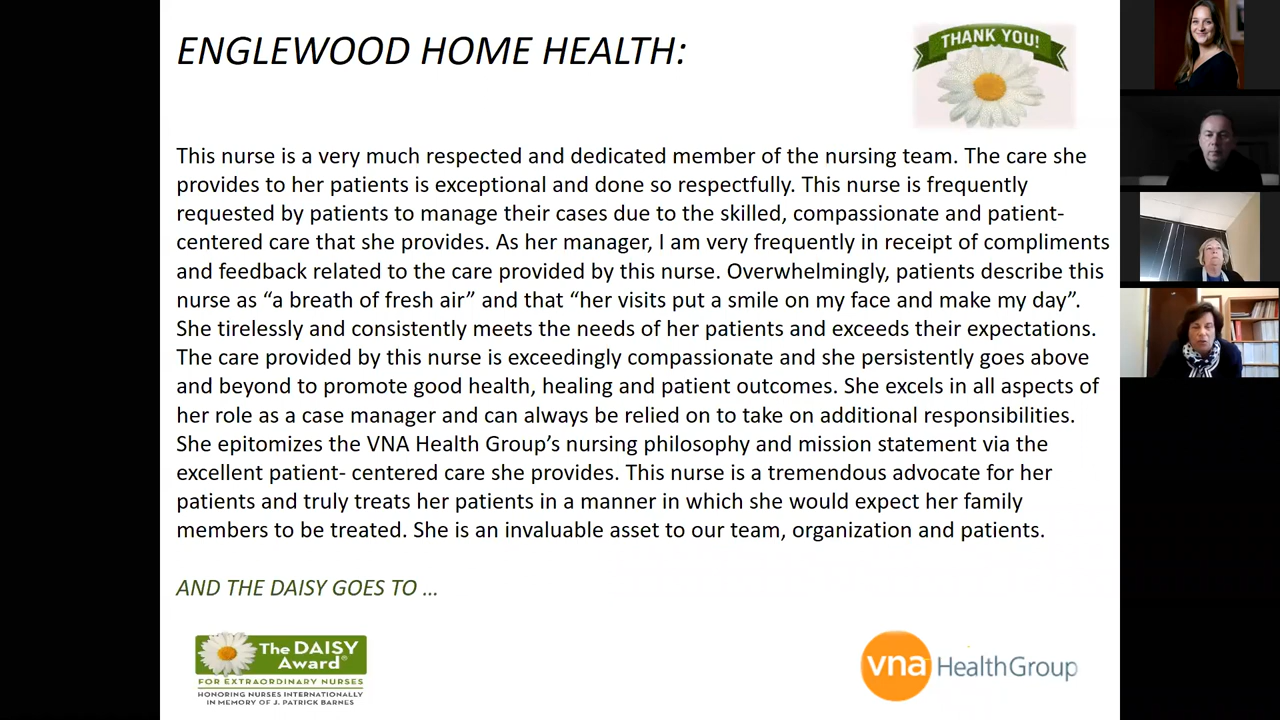 ENGLEWOOD HOME HEALTH:
THANK YOU!
This nurse is a very much respected and dedicated member of the nursing team. The care she
provides to her patients is exceptional and done so respectfully. This nurse is frequently
requested by patients to manage their cases due to the skilled, compassionate and patient-
centered care that she provides. As her manager, I am very frequently in receipt of compliments
and feedback related to the care provided by this nurse. Overwhelmingly, patients describe this
nurse as “a breath of fresh air” and that “her visits put a smile on my face and make my day”.
She tirelessly and consistently meets the needs of her patients and exceeds their expectations.
The care provided by this nurse is exceedingly compassionate and she persistently goes above
and beyond to promote good health, healing and patient outcomes. She excels in all aspects of
her role as a case manager and can always be relied on to take on additional responsibilities.
She epitomizes the VNA Health Group’s nursing philosophy and mission statement via the
excellent patient- centered care she provides. This nurse is a tremendous advocate for her
patients and truly treats her patients in a manner in which she would expect her family
members to be treated. She is an invaluable asset to our team, organization and patients.
AND THE DAISY GOES TO …
The DAISY
Award®
FOR EXTRAORDINARY NURSES
HONORING NURSES INTERNATIONALLY
IN MEMORY OF J. PATRICK BARNES
vna HealthGroup